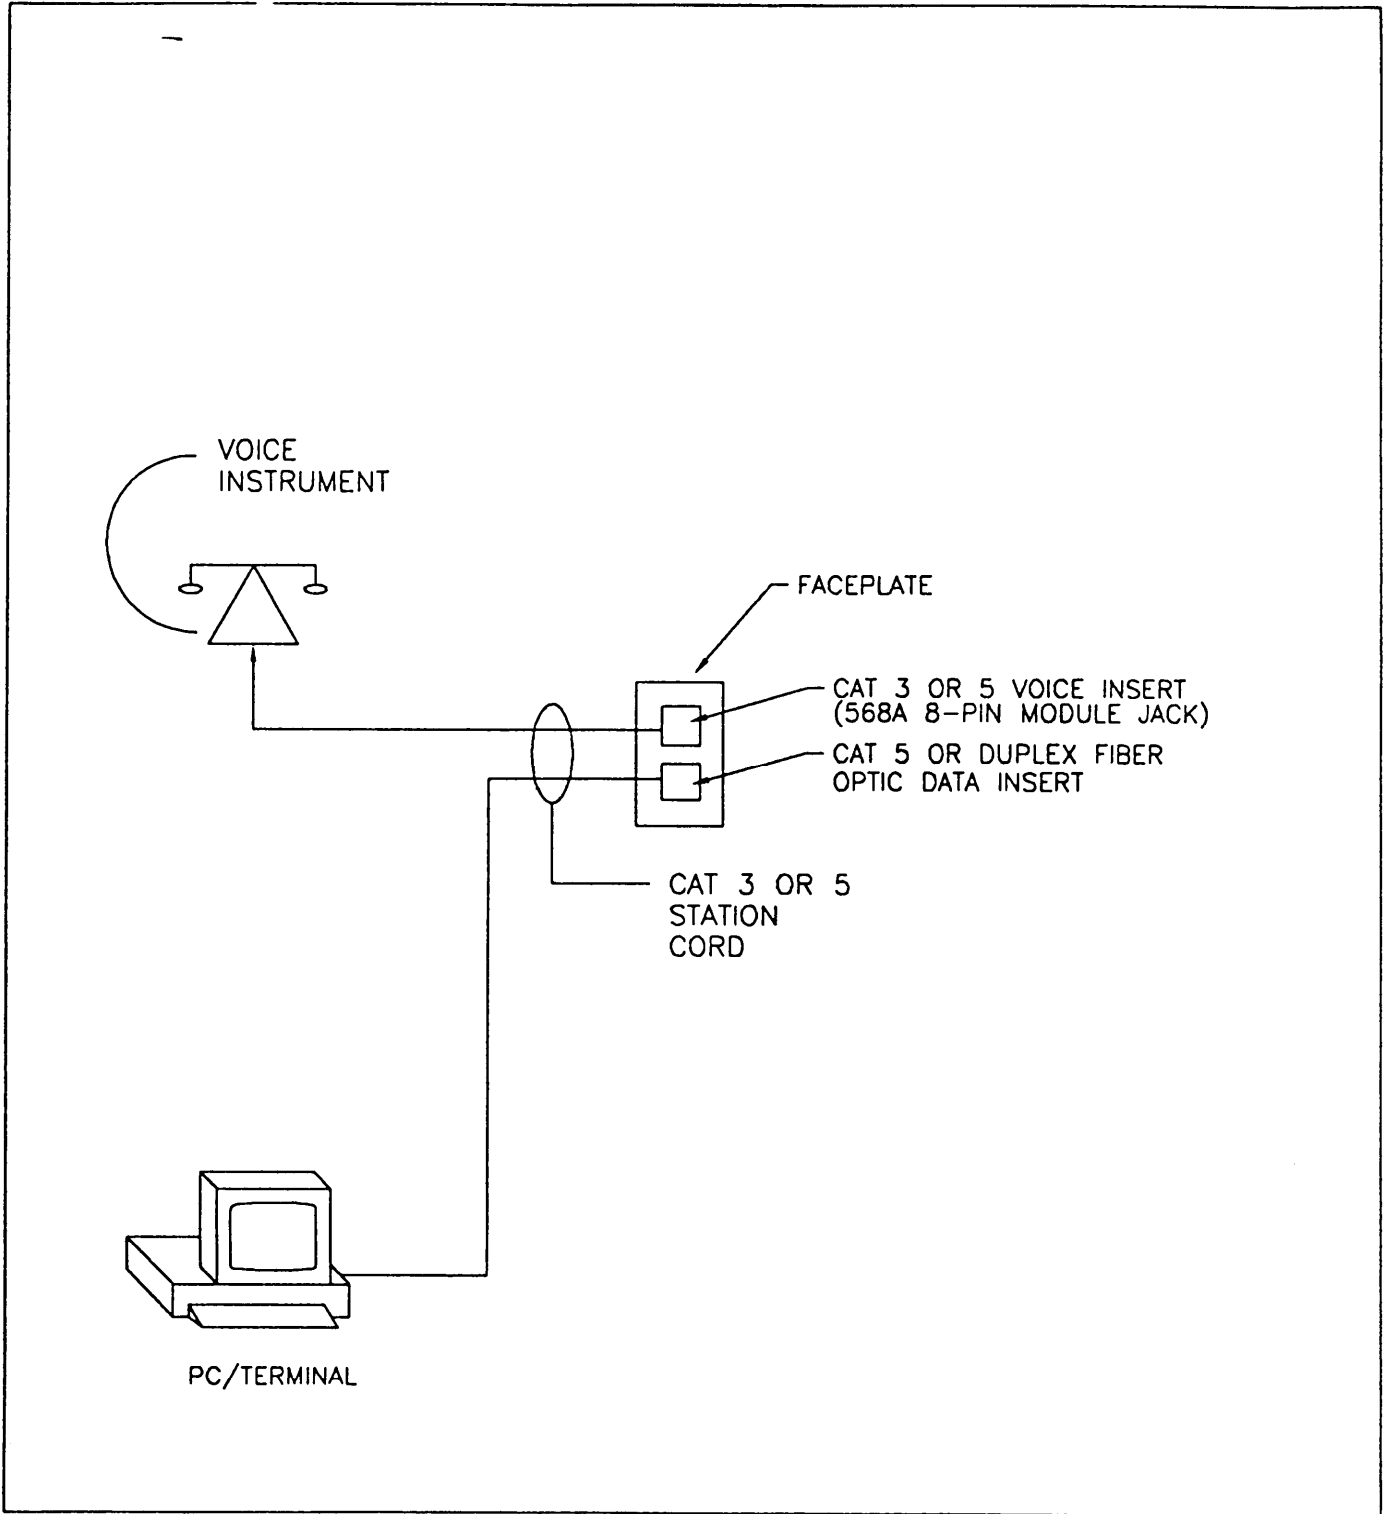 VOICE
INSTRUMENT
FACEPLATE
CAT 3 OR 5 VOICE INSERT
(568A 8-PIN MODULE JACK)
CAT 5 OR DUPLEX FIBER
OPTIC DATA INSERT
CAT 3 OR 5
STATION
CORD
PC/TERMINAL